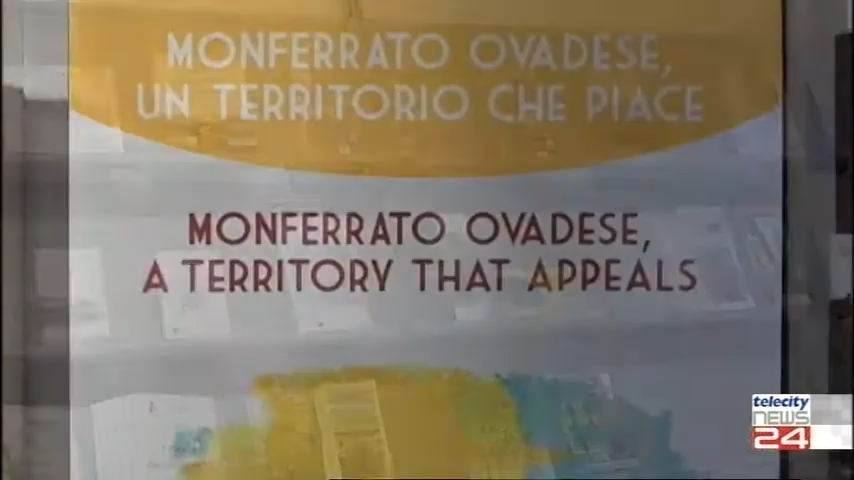 MONFERRATO OVADESE,
UN TERRITORIO CHE PIACE
MONFERRATO OVADESE,
A TERRITORY THAT APPEALS
telecity
NEWS
24